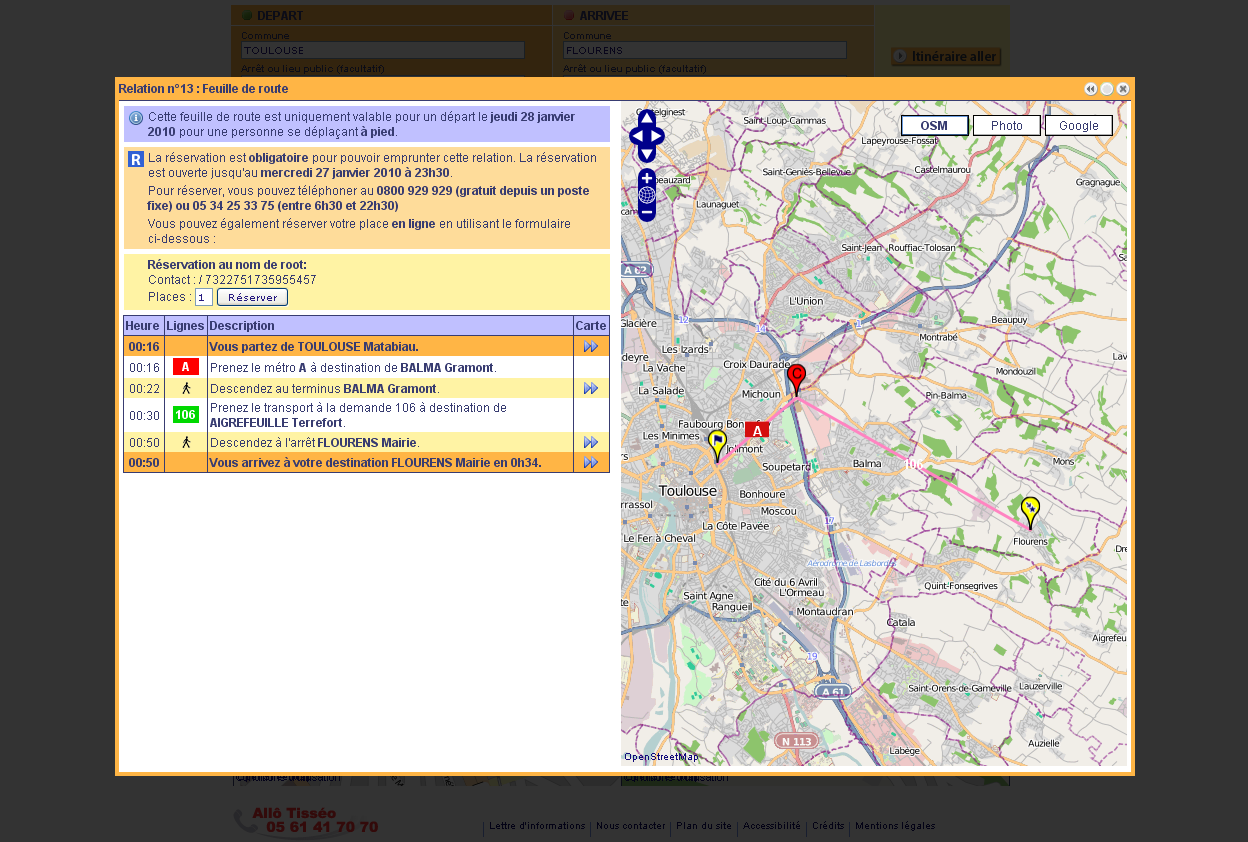 DEPART
ARRIVEE
Commune
Commune
TOULOUSE
FLOURENS
Itinéraire aller
Arrêt ou lieu public (facultatif)
Arrêt ou lieu public (facultatif)
Relation n°13 : Feuille de route
Cette feuille de route est uniquement valable pour un départ le jeudi 28 janvier
2010 pour une personne se déplaçant à pied.
R La réservation est obligatoire pour pouvoir emprunter cette relation. La réservation
est ouverte jusqu'au mercredi 27 janvier 2010 à 23h30.
Pour réserver, vous pouvez téléphoner au 0800 929 929 (gratuit depuis un poste
fixe) ou 05 34 25 33 75 (entre 6h30 et 22h30)
Vous pouvez également réserver votre place en ligne en utilisant le formulaire
ci-dessous :
Réservation au nom de root:
Contact : / 7322751735955457
Places : 1 Réserver
Heure Lignes Description Carte
00:16 Vous partez de TOULOUSE Matabiau.
00:16 A Prenez le métro A à destination de BALMA Gramont.
00:22 Descendez au terminus BALMA Gramont.
00:30 106 Prenez le transport à la demande 106 à destination de
AIGREFEUILLE Terrefort.
00:50 Descendez à l'arrêt FLOURENS Mairie.
00:50 Vous arrivez à votre destination FLOURENS Mairie en 0h34.
OSM Photo Google
Saint-Loup-Cammas
Lapeyrouse-Fossat
Saint-Geniès-Bellevue
Castelmaurou
Gragnague
Launaguet
Saint-Jean
Rouffiac-Tolosan
A 62
L'Union
12
14
1
Beaupuy
Montrabé
Les Izards
Croix Daurade
La Vache
La Salade
Michoun
Pin-Balma
C
A
Les Minimes
Jolimont
Soupetard
Balma
106
Mons
Toulouse
Bonhoure
Moscou
La Côte Pavée
17
Le Fer à Cheval
Flourens
Aérodrome de Lasbordes
Cité du 6 Avril
L'Ormeau
Quint-Fonsegrives
Saint Agne
Rangueil
Montaudran
Catala
19
A 61
Saint-Orens-de-Gameville
Lauzerville
N 113
Auzielle
Labège
OpenStreetMap
Allô Tisséo
05 61 41 70 70
Lettre d'informations Nous contacter Plan du site Accessibilité Crédits Mentions légales